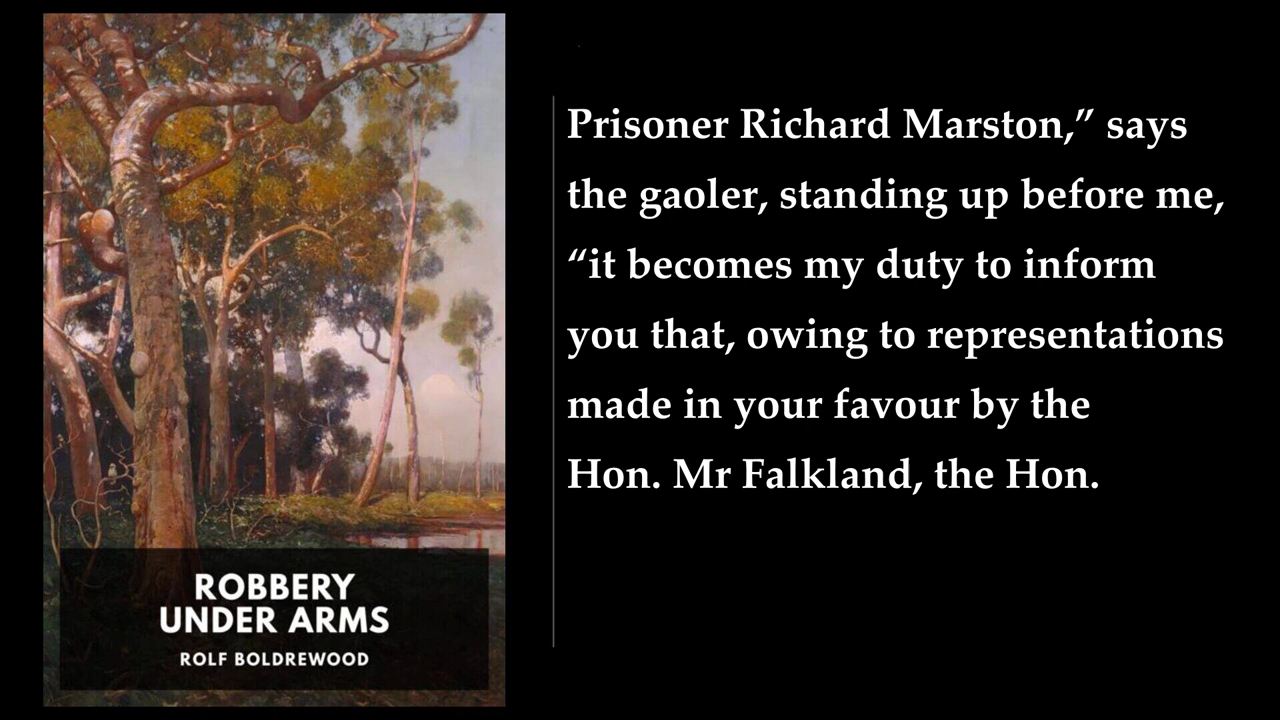 Prisoner Richard Marston,” says
the gaoler, standing up before me,
“it becomes my duty to inform
you that, owing to representations
made in your favour by the
Hon. Mr Falkland, the Hon.
ROBBERY
UNDER ARMS
ROLF BOLDREWOOD